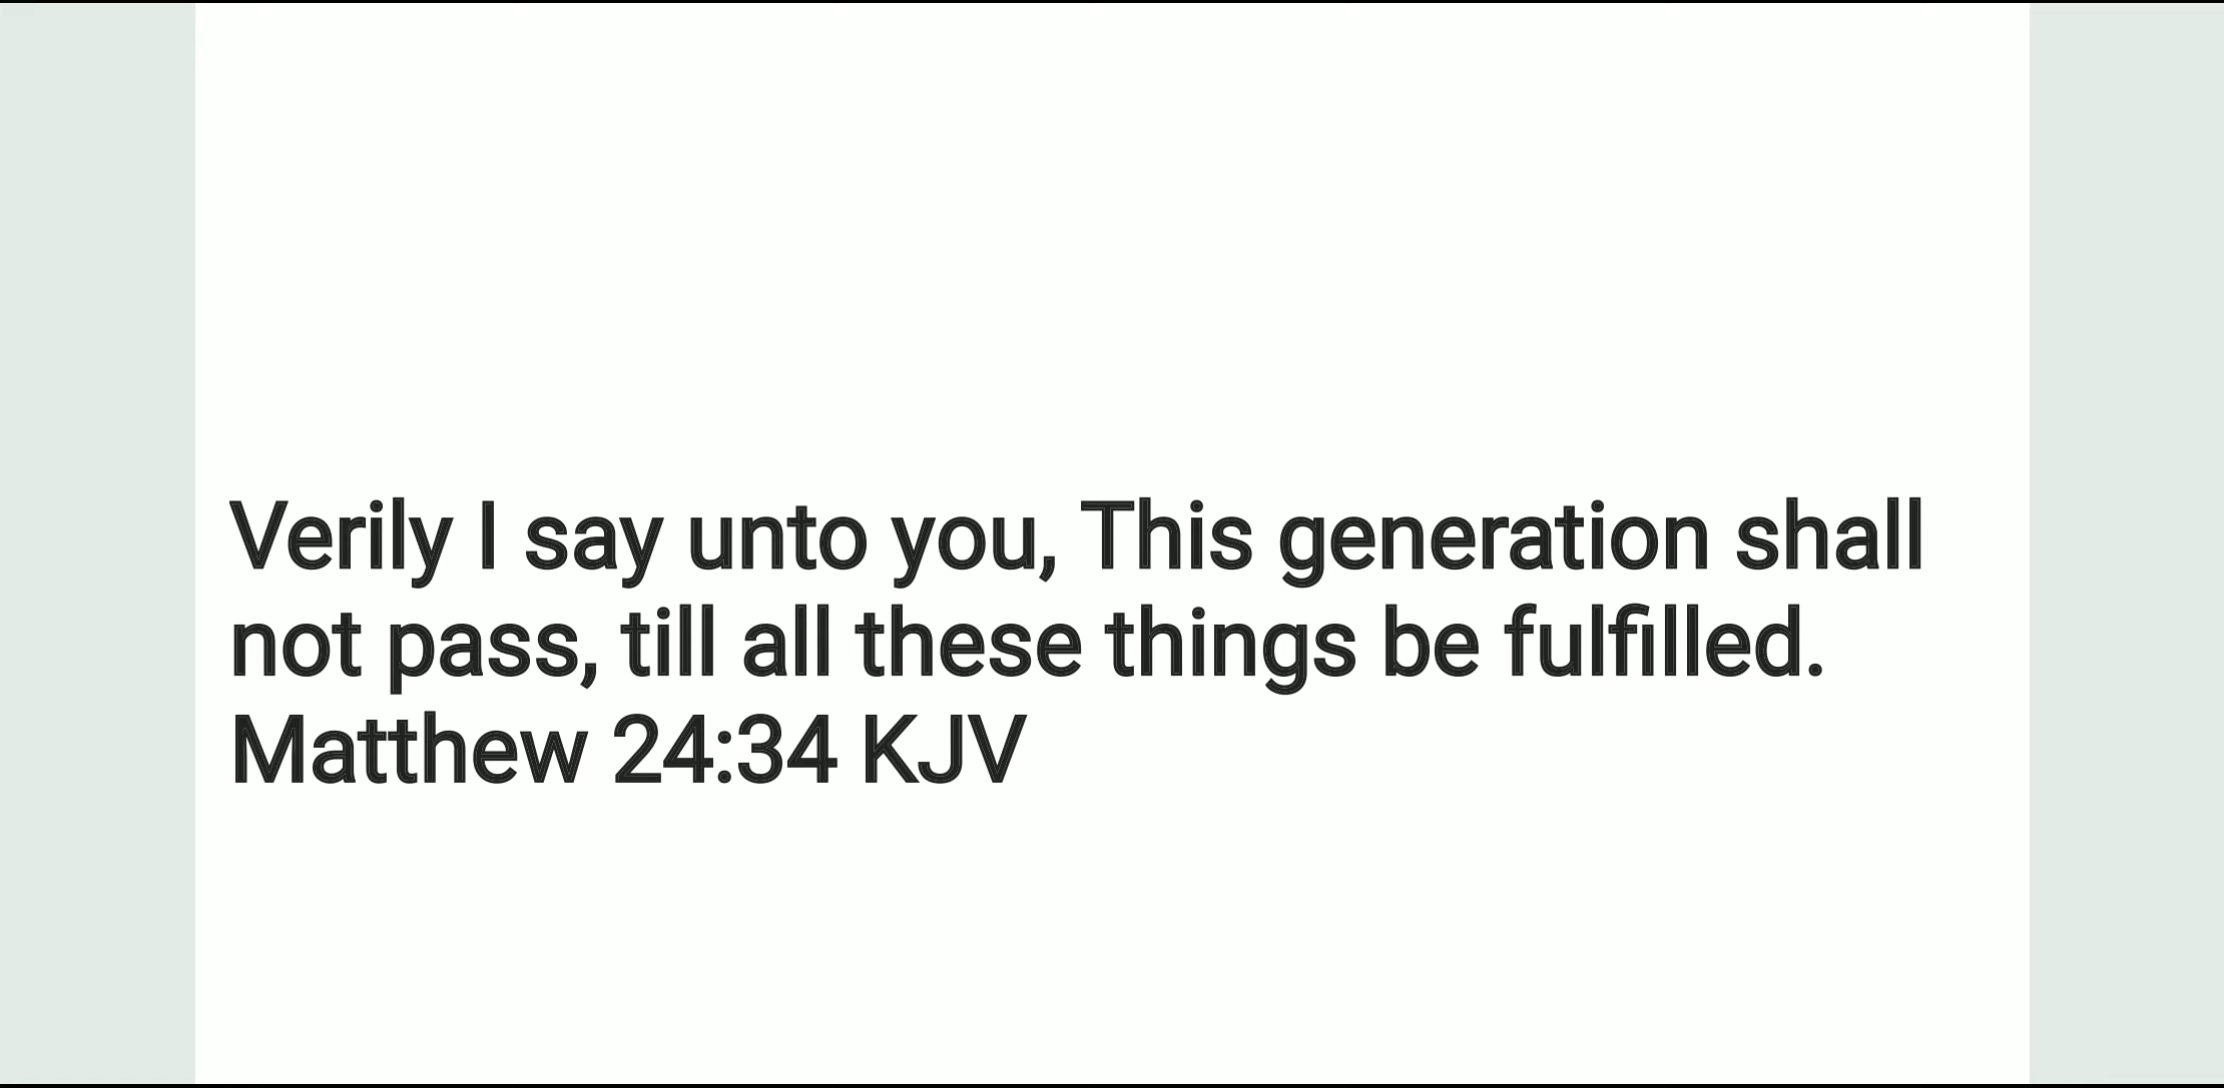 Verily I say unto you, This generation shall
not pass, till all these things be fulfilled.
Matthew 24:34 KJV